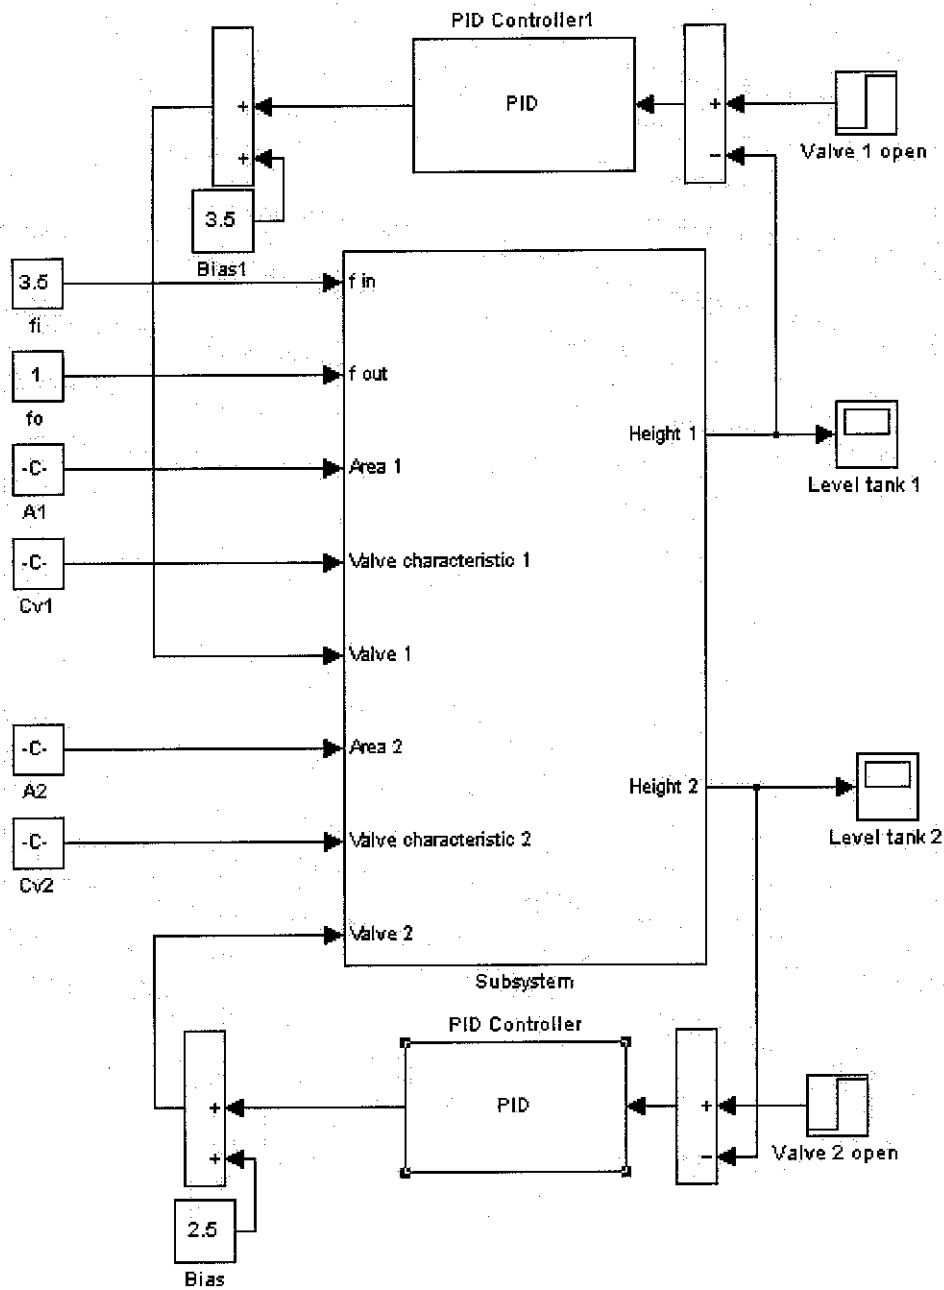 PID Controller1
+
PID
+
Valve 1 open
+
−
3.5
Bias1
3.5
f in
fi
1
f out
fo
Height 1
-C-
Area 1
Level tank 1
A1
-C-
Valve characteristic 1
Cv1
Valve 1
-C-
Area 2
A2
Height 2
-C-
Valve characteristic 2
Level tank 2
Cv2
Valve 2
Subsystem
PID Controller
+
PID
+
+
−
Valve 2 open
2.5
Bias